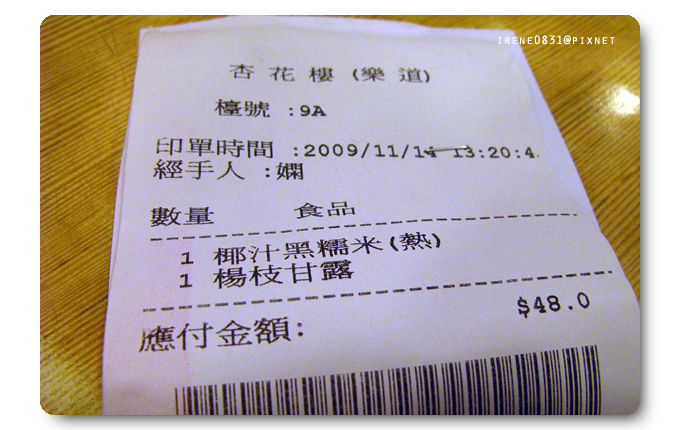 IRENE0831@PIXNET
杏花樓 (樂道)
檯號 :9A
印單時間 :2009/11/14 13:20:4
經手人 :嫻
數量 食品
1 椰汁黑糯米(熱)
1 楊枝甘露
$48.0
應付金額: